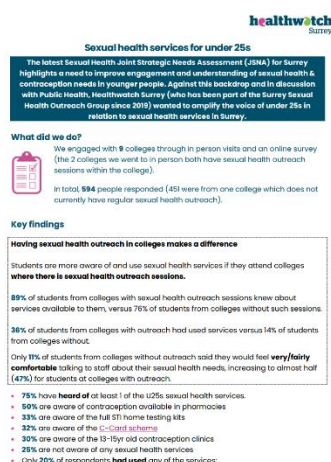 healthwatch
Surrey
Sexual health services for under 25s
The latest Sexual Health Joint Strategic Needs Assessment (JSNA) for Surrey
highlights a need to improve engagement and understanding of sexual health &
contraception needs in younger people. Against this backdrop and in discussion
with Public Health, Healthwatch Surrey (who has been part of the Surrey Sexual
Health Outreach Group since 2019) wanted to amplify the voice of under 25s in
relation to sexual health services in Surrey.
What did we do?
We engaged with 9 colleges through in person visits and an online survey
(the 2 colleges we went to in person both have sexual health outreach
sessions within the college).
In total, 594 people responded (451 were from one college which does not
currently have regular sexual health outreach).
Key findings
Having sexual health outreach in colleges makes a difference
Students are more aware of and use sexual health services if they attend colleges
where there is sexual health outreach sessions.
89% of students from colleges with sexual health outreach sessions knew about
services available to them, versus 76% of students from colleges without such sessions.
36% of students from colleges with outreach had used services versus 14% of students
from colleges without.
Only 11% of students from colleges without outreach said they would feel very/fairly
comfortable talking to staff about their sexual health needs, increasing to almost half
(47%) for students at colleges with outreach.
• 75% have heard of at least 1 of the U25s sexual health services.
• 50% are aware of contraception available in pharmacies
• 33% are aware of the full STI home testing kits
• 32% are aware of the C-Card scheme
• 30% are aware of the 13-15yr old contraception clinics
• 25% are not aware of any sexual health services
• Only 20% of respondents had used any of the services: